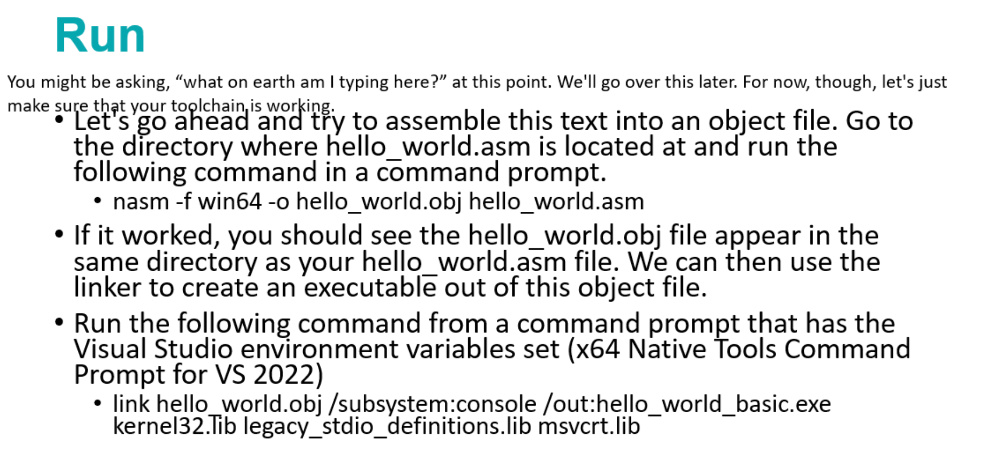 Run
You might be asking, “what on earth am I typing here?” at this point. We'll go over this later. For now, though, let's just
make sure that your toolchain is working.
• Let's go ahead and try to assemble this text into an object file. Go to
the directory where hello_world.asm is located at and run the
following command in a command prompt.
• nasm -f win64 -o hello_world.obj hello_world.asm
• If it worked, you should see the hello_world.obj file appear in the
same directory as your hello_world.asm file. We can then use the
linker to create an executable out of this object file.
• Run the following command from a command prompt that has the
Visual Studio environment variables set (x64 Native Tools Command
Prompt for VS 2022)
• link hello_world.obj /subsystem:console /out:hello_world_basic.exe
kernel32.lib legacy_stdio_definitions.lib msvcrt.lib